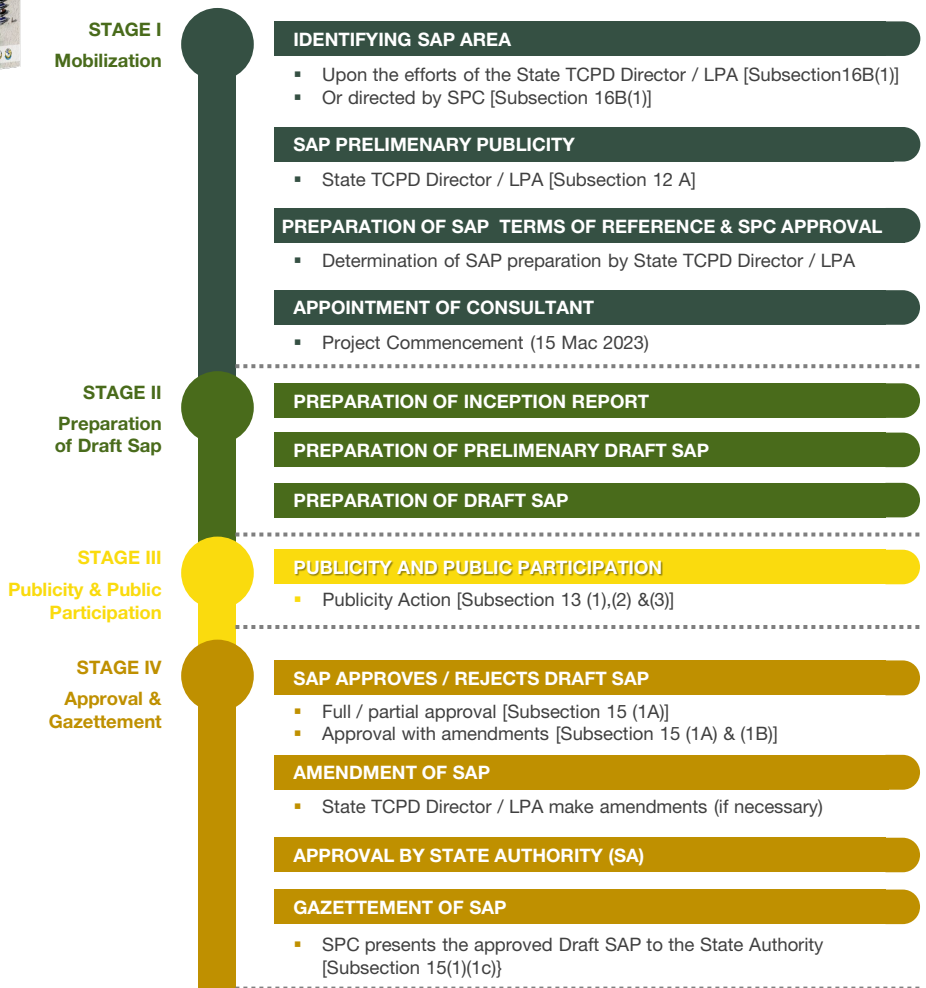 STAGE I
Mobilization
IDENTIFYING SAP AREA
▪ Upon the efforts of the State TCPD Director / LPA [Subsection16B(1)]
▪ Or directed by SPC [Subsection 16B(1)]
SAP PRELIMENARY PUBLICITY
▪ State TCPD Director / LPA [Subsection 12 A]
PREPARATION OF SAP TERMS OF REFERENCE & SPC APPROVAL
▪ Determination of SAP preparation by State TCPD Director / LPA
APPOINTMENT OF CONSULTANT
▪ Project Commencement (15 Mac 2023)
STAGE II
Preparation
of Draft Sap
PREPARATION OF INCEPTION REPORT
PREPARATION OF PRELIMENARY DRAFT SAP
PREPARATION OF DRAFT SAP
STAGE III
Publicity & Public
Participation
PUBLICITY AND PUBLIC PARTICIPATION
▪ Publicity Action [Subsection 13 (1),(2) &(3)]
STAGE IV
Approval &
Gazettement
SAP APPROVES / REJECTS DRAFT SAP
▪ Full / partial approval [Subsection 15 (1A)]
▪ Approval with amendments [Subsection 15 (1A) & (1B)]
AMENDMENT OF SAP
▪ State TCPD Director / LPA make amendments (if necessary)
APPROVAL BY STATE AUTHORITY (SA)
GAZETTEMENT OF SAP
▪ SPC presents the approved Draft SAP to the State Authority
[Subsection 15(1)(1c)}